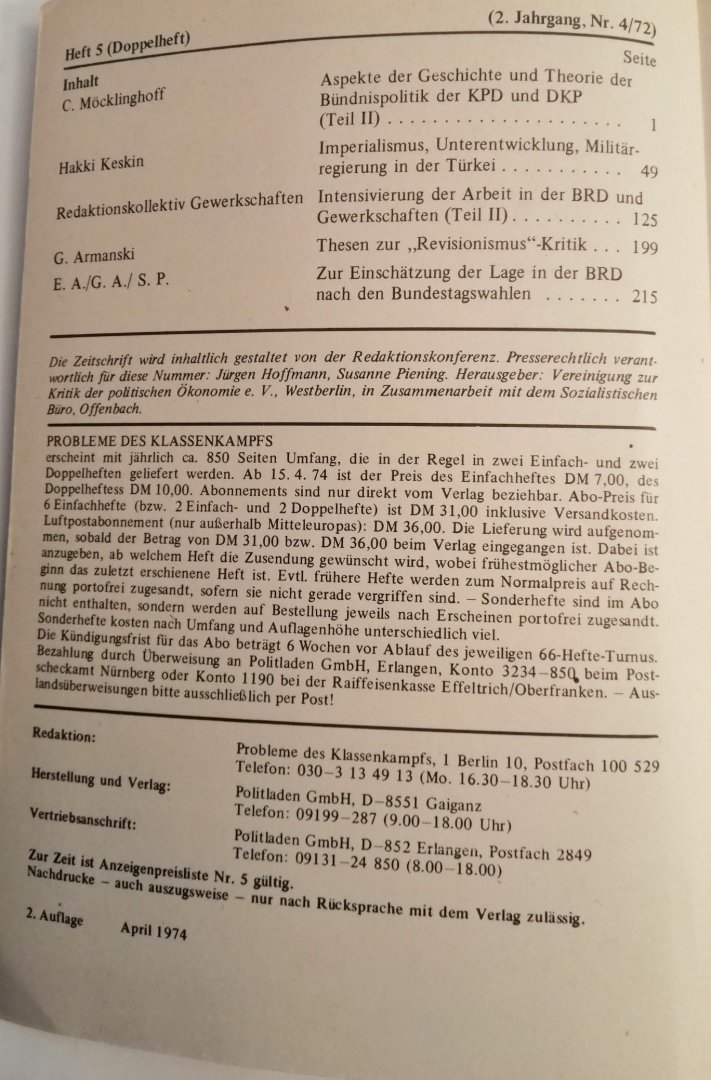 Heft 5 (Doppelheft) (2. Jahrgang, Nr. 4/72)
Inhalt Seite
C. Möcklinghoff Aspekte der Geschichte und Theorie der
Bündnispolitik der KPD und DKP
(Teil II) . . . . . . . . . . . . . . . . . . . . . . 1
Hakki Keskin Imperialismus, Unterentwicklung, Militär-
regierung in der Türkei . . . . . . . . . . . 49
Redaktionskollektiv Gewerkschaften Intensivierung der Arbeit in der BRD und
Gewerkschaften (Teil II) . . . . . . . . . . 125
G. Armanski Thesen zur „Revisionismus“-Kritik . . . 199
E. A./G. A./ S. P. Zur Einschätzung der Lage in der BRD
nach den Bundestagswahlen . . . . . . . 215
Die Zeitschrift wird inhaltlich gestaltet von der Redaktionskonferenz. Presserechtlich verant-
wortlich für diese Nummer: Jürgen Hoffmann, Susanne Piening. Herausgeber: Vereinigung zur
Kritik der politischen Ökonomie e. V., Westberlin, in Zusammenarbeit mit dem Sozialistischen
Büro, Offenbach.
PROBLEME DES KLASSENKAMPFS
erscheint mit jährlich ca. 850 Seiten Umfang, die in der Regel in zwei Einfach- und zwei
Doppelheften geliefert werden. Ab 15. 4. 74 ist der Preis des Einfachheftes DM 7,00, des
Doppelheftess DM 10,00. Abonnements sind nur direkt vom Verlag beziehbar. Abo-Preis für
6 Einfachhefte (bzw. 2 Einfach- und 2 Doppelhefte) ist DM 31,00 inklusive Versandkosten.
Luftpostabonnement (nur außerhalb Mitteleuropas): DM 36,00. Die Lieferung wird aufgenom-
men, sobald der Betrag von DM 31,00 bzw. DM 36,00 beim Verlag eingegangen ist. Dabei ist
anzugeben, ab welchem Heft die Zusendung gewünscht wird, wobei frühestmöglicher Abo-Be-
ginn das zuletzt erschienene Heft ist. Evtl. frühere Hefte werden zum Normalpreis auf Rech-
nung portofrei zugesandt, sofern sie nicht gerade vergriffen sind. – Sonderhefte sind im Abo
nicht enthalten, sondern werden auf Bestellung jeweils nach Erscheinen portofrei zugesandt.
Sonderhefte kosten nach Umfang und Auflagenhöhe unterschiedlich viel.
Die Kündigungsfrist für das Abo beträgt 6 Wochen vor Ablauf des jeweiligen 66-Hefte-Turnus.
Bezahlung durch Überweisung an Politladen GmbH, Erlangen, Konto 3234–850 beim Post-
scheckamt Nürnberg oder Konto 1190 bei der Raiffeisenkasse Effeltrich/Oberfranken. – Aus-
landsüberweisungen bitte ausschließlich per Post!
Redaktion: Probleme des Klassenkampfs, 1 Berlin 10, Postfach 100 529
Telefon: 030–3 13 49 13 (Mo. 16.30–18.30 Uhr)
Herstellung und Verlag: Politladen GmbH, D–8551 Gaiganz
Telefon: 09199–287 (9.00–18.00 Uhr)
Vertriebsanschrift: Politladen GmbH, D–852 Erlangen, Postfach 2849
Telefon: 09131–24 850 (8.00–18.00)
Zur Zeit ist Anzeigenpreisliste Nr. 5 gültig.
Nachdrucke – auch auszugsweise – nur nach Rücksprache mit dem Verlag zulässig.
2. Auflage April 1974